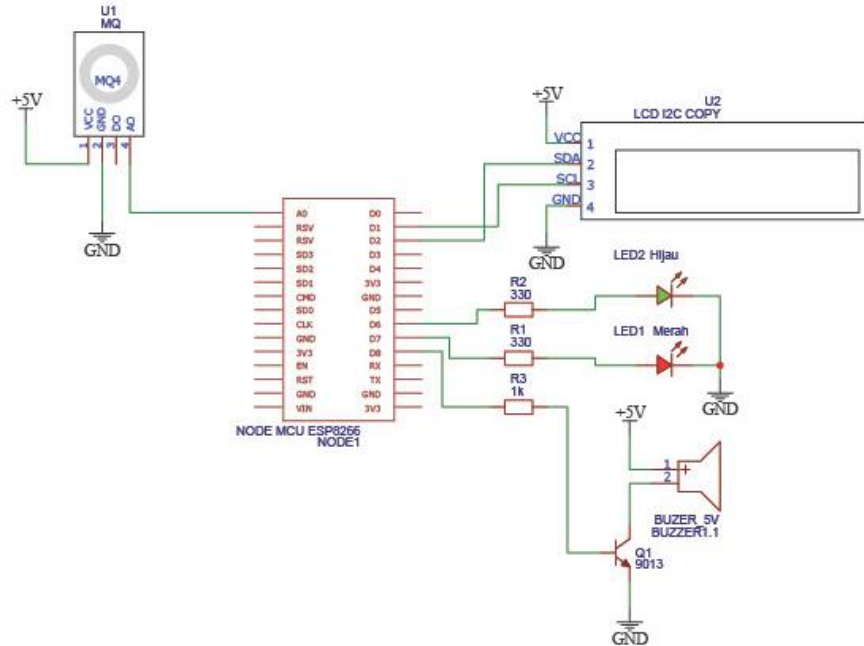 U1
MQ
MQ4
+5V
VCC
GND
DO
AO
1
2
3
4
GND
+5V
U2
LCD I2C COPY
VCC 1
SDA 2
SCL 3
GND 4
GND
A0 D0
RSV D1
RSV D2
SD3 D3
SD2 D4
SD1 3V3
CMD GND
SD0 D5
CLK D6
GND D7
3V3 D8
EN RX
RST TX
GND GND
VIN 3V3
NODE MCU ESP8266
NODE1
R2
330
R1
330
R3
1k
LED2 Hijau
LED1 Merah
GND
+5V
1
2
BUZER_5V
BUZZER1.1
Q1
9013
GND